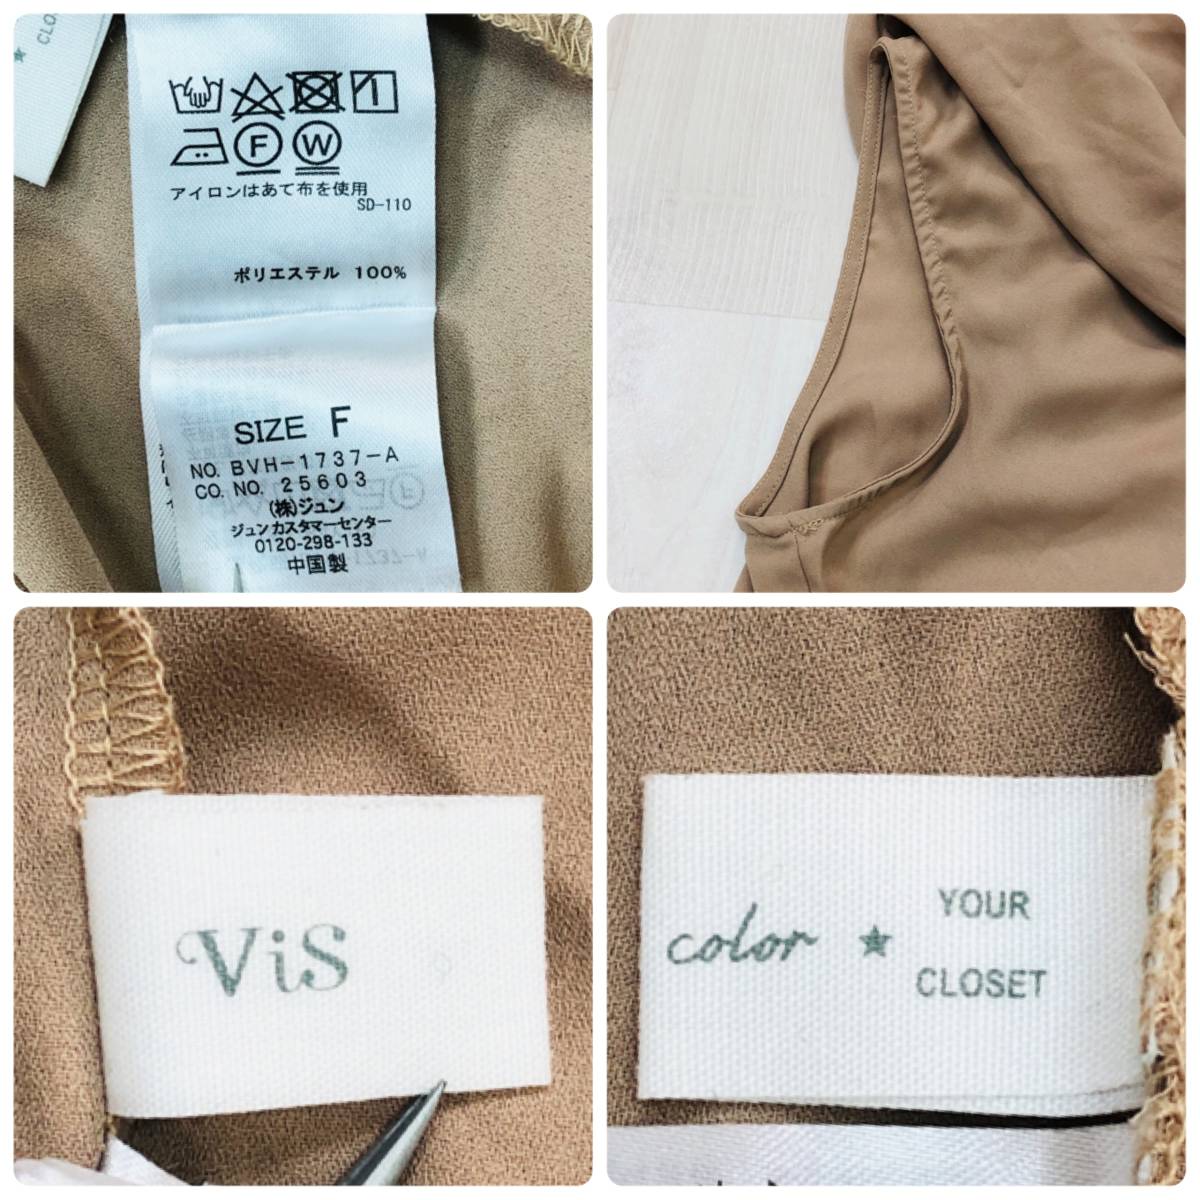 CLO
F W
アイロンはあて布を使用
SD-110
ポリエステル 100%
SIZE F
NO. BVH-1737-A
CO. NO. 25603
(株)ジュン
ジュンカスタマーセンター
0120-298-133
中国製
ViS
color ★ YOUR
CLOSET